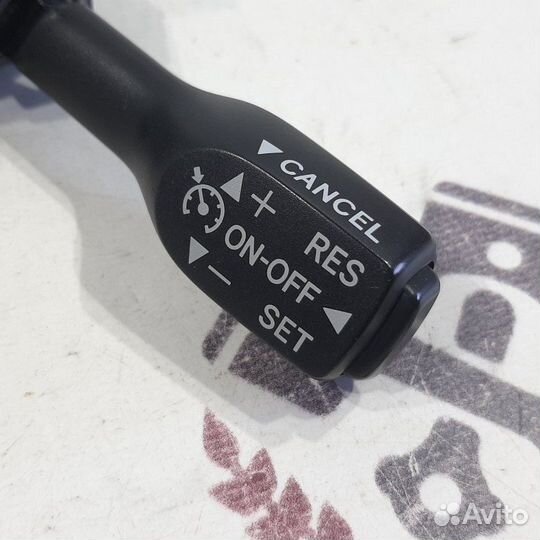 CANCEL
+ RES
ON-OFF
− SET
Avito